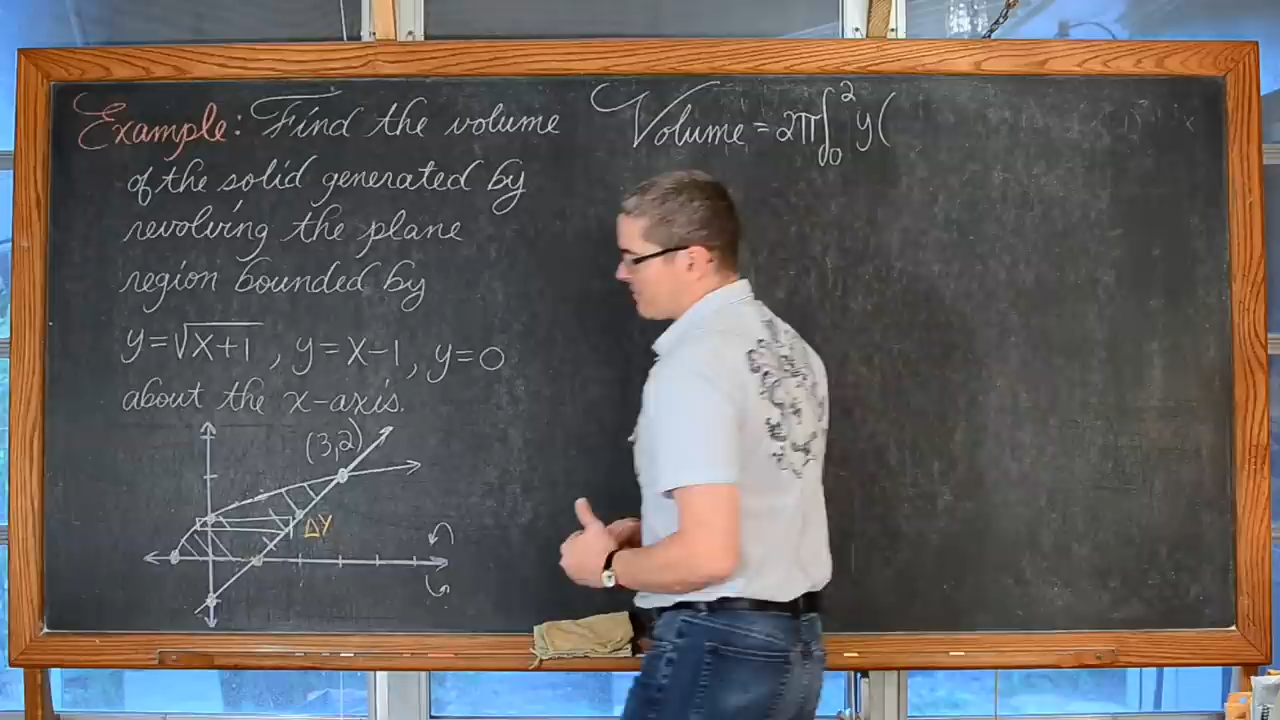 Example: Find the volume
of the solid generated by
revolving the plane
region bounded by
y=√x+1, y=x-1, y=0
about the x-axis.
(3,2)
ΔY
Volume = 2π∫₀² y(